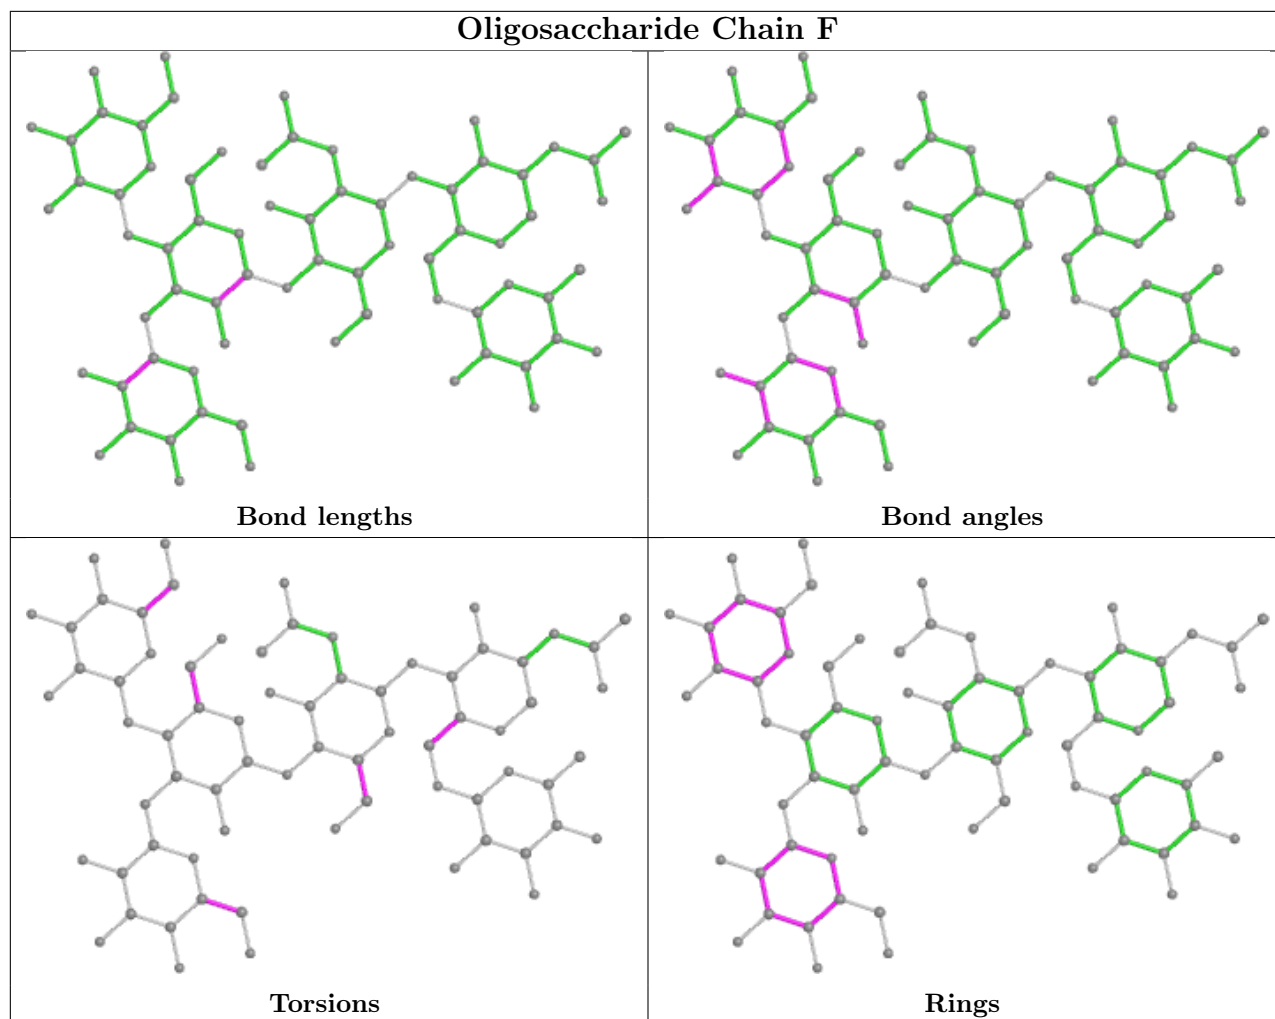 Oligosaccharide Chain F
Bond lengths
Bond angles
Torsions
Rings